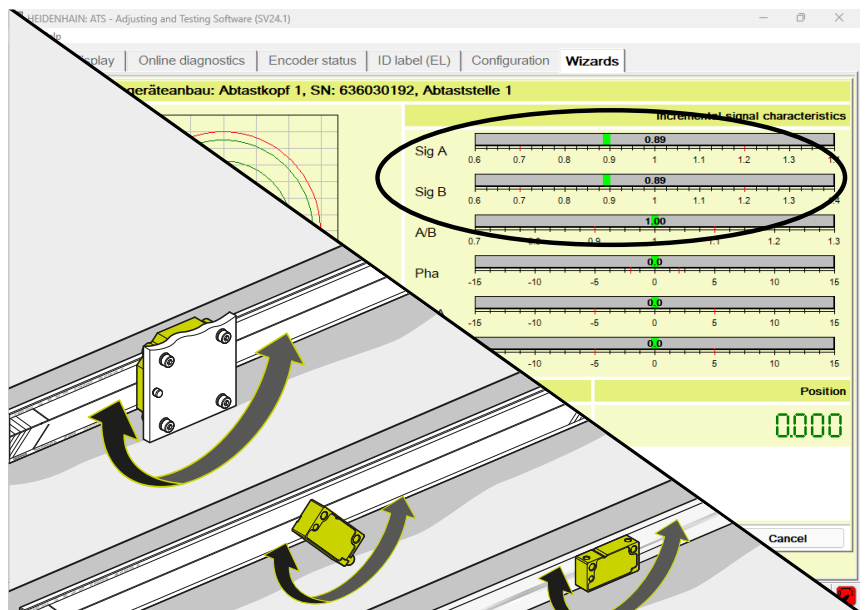 HEIDENHAIN: ATS - Adjusting and Testing Software (SV24.1)
Online diagnostics Encoder status ID label (EL) Configuration Wizards
geräteanbau: Abtastkopf 1, SN: 636030192, Abtaststelle 1
Incremental signal characteristics
Sig A 0.89
0.6 0.7 0.8 0.9 1 1.1 1.2 1.3
Sig B 0.89
0.6 0.7 0.8 0.9 1 1.1 1.2 1.3
A/B 1.00
0.7 0.9 1 1.2 1.3
Pha 0.0
-15 -10 -5 0 5 10 15
0.0
-15 -10 -5 0 5 10 15
0.0
-10 -5 0 5 10 15
Position
0.000
Cancel